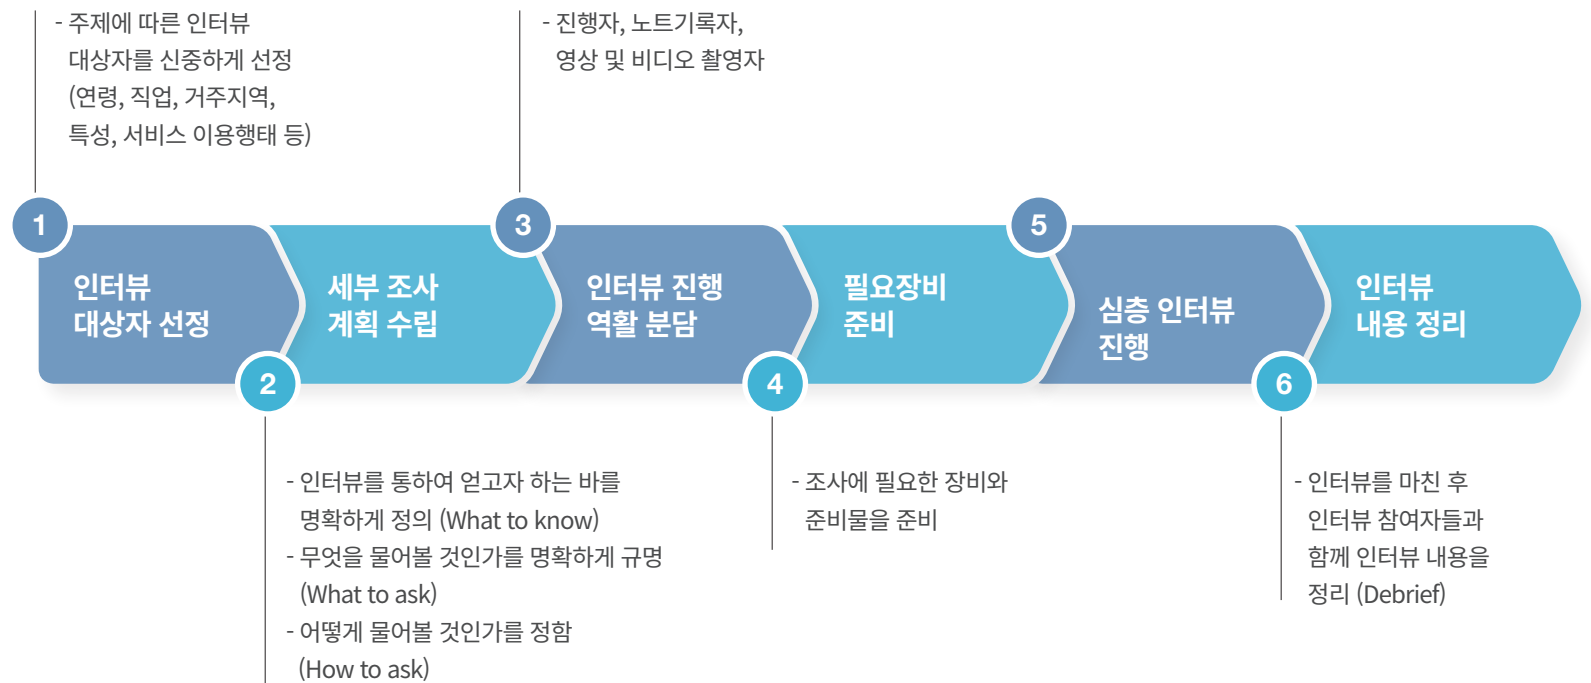 - 주제에 따른 인터뷰
대상자를 신중하게 선정
(연령, 직업, 거주지역,
특성, 서비스 이용행태 등)
- 진행자, 노트기록자,
영상 및 비디오 촬영자
1
인터뷰
대상자 선정
2
세부 조사
계획 수립
3
인터뷰 진행
역활 분담
4
필요장비
준비
5
심층 인터뷰
진행
6
인터뷰
내용 정리
- 인터뷰를 통하여 얻고자 하는 바를
명확하게 정의 (What to know)
- 무엇을 물어볼 것인가를 명확하게 규명
(What to ask)
- 어떻게 물어볼 것인가를 정함
(How to ask)
- 조사에 필요한 장비와
준비물을 준비
- 인터뷰를 마친 후
인터뷰 참여자들과
함께 인터뷰 내용을
정리 (Debrief)